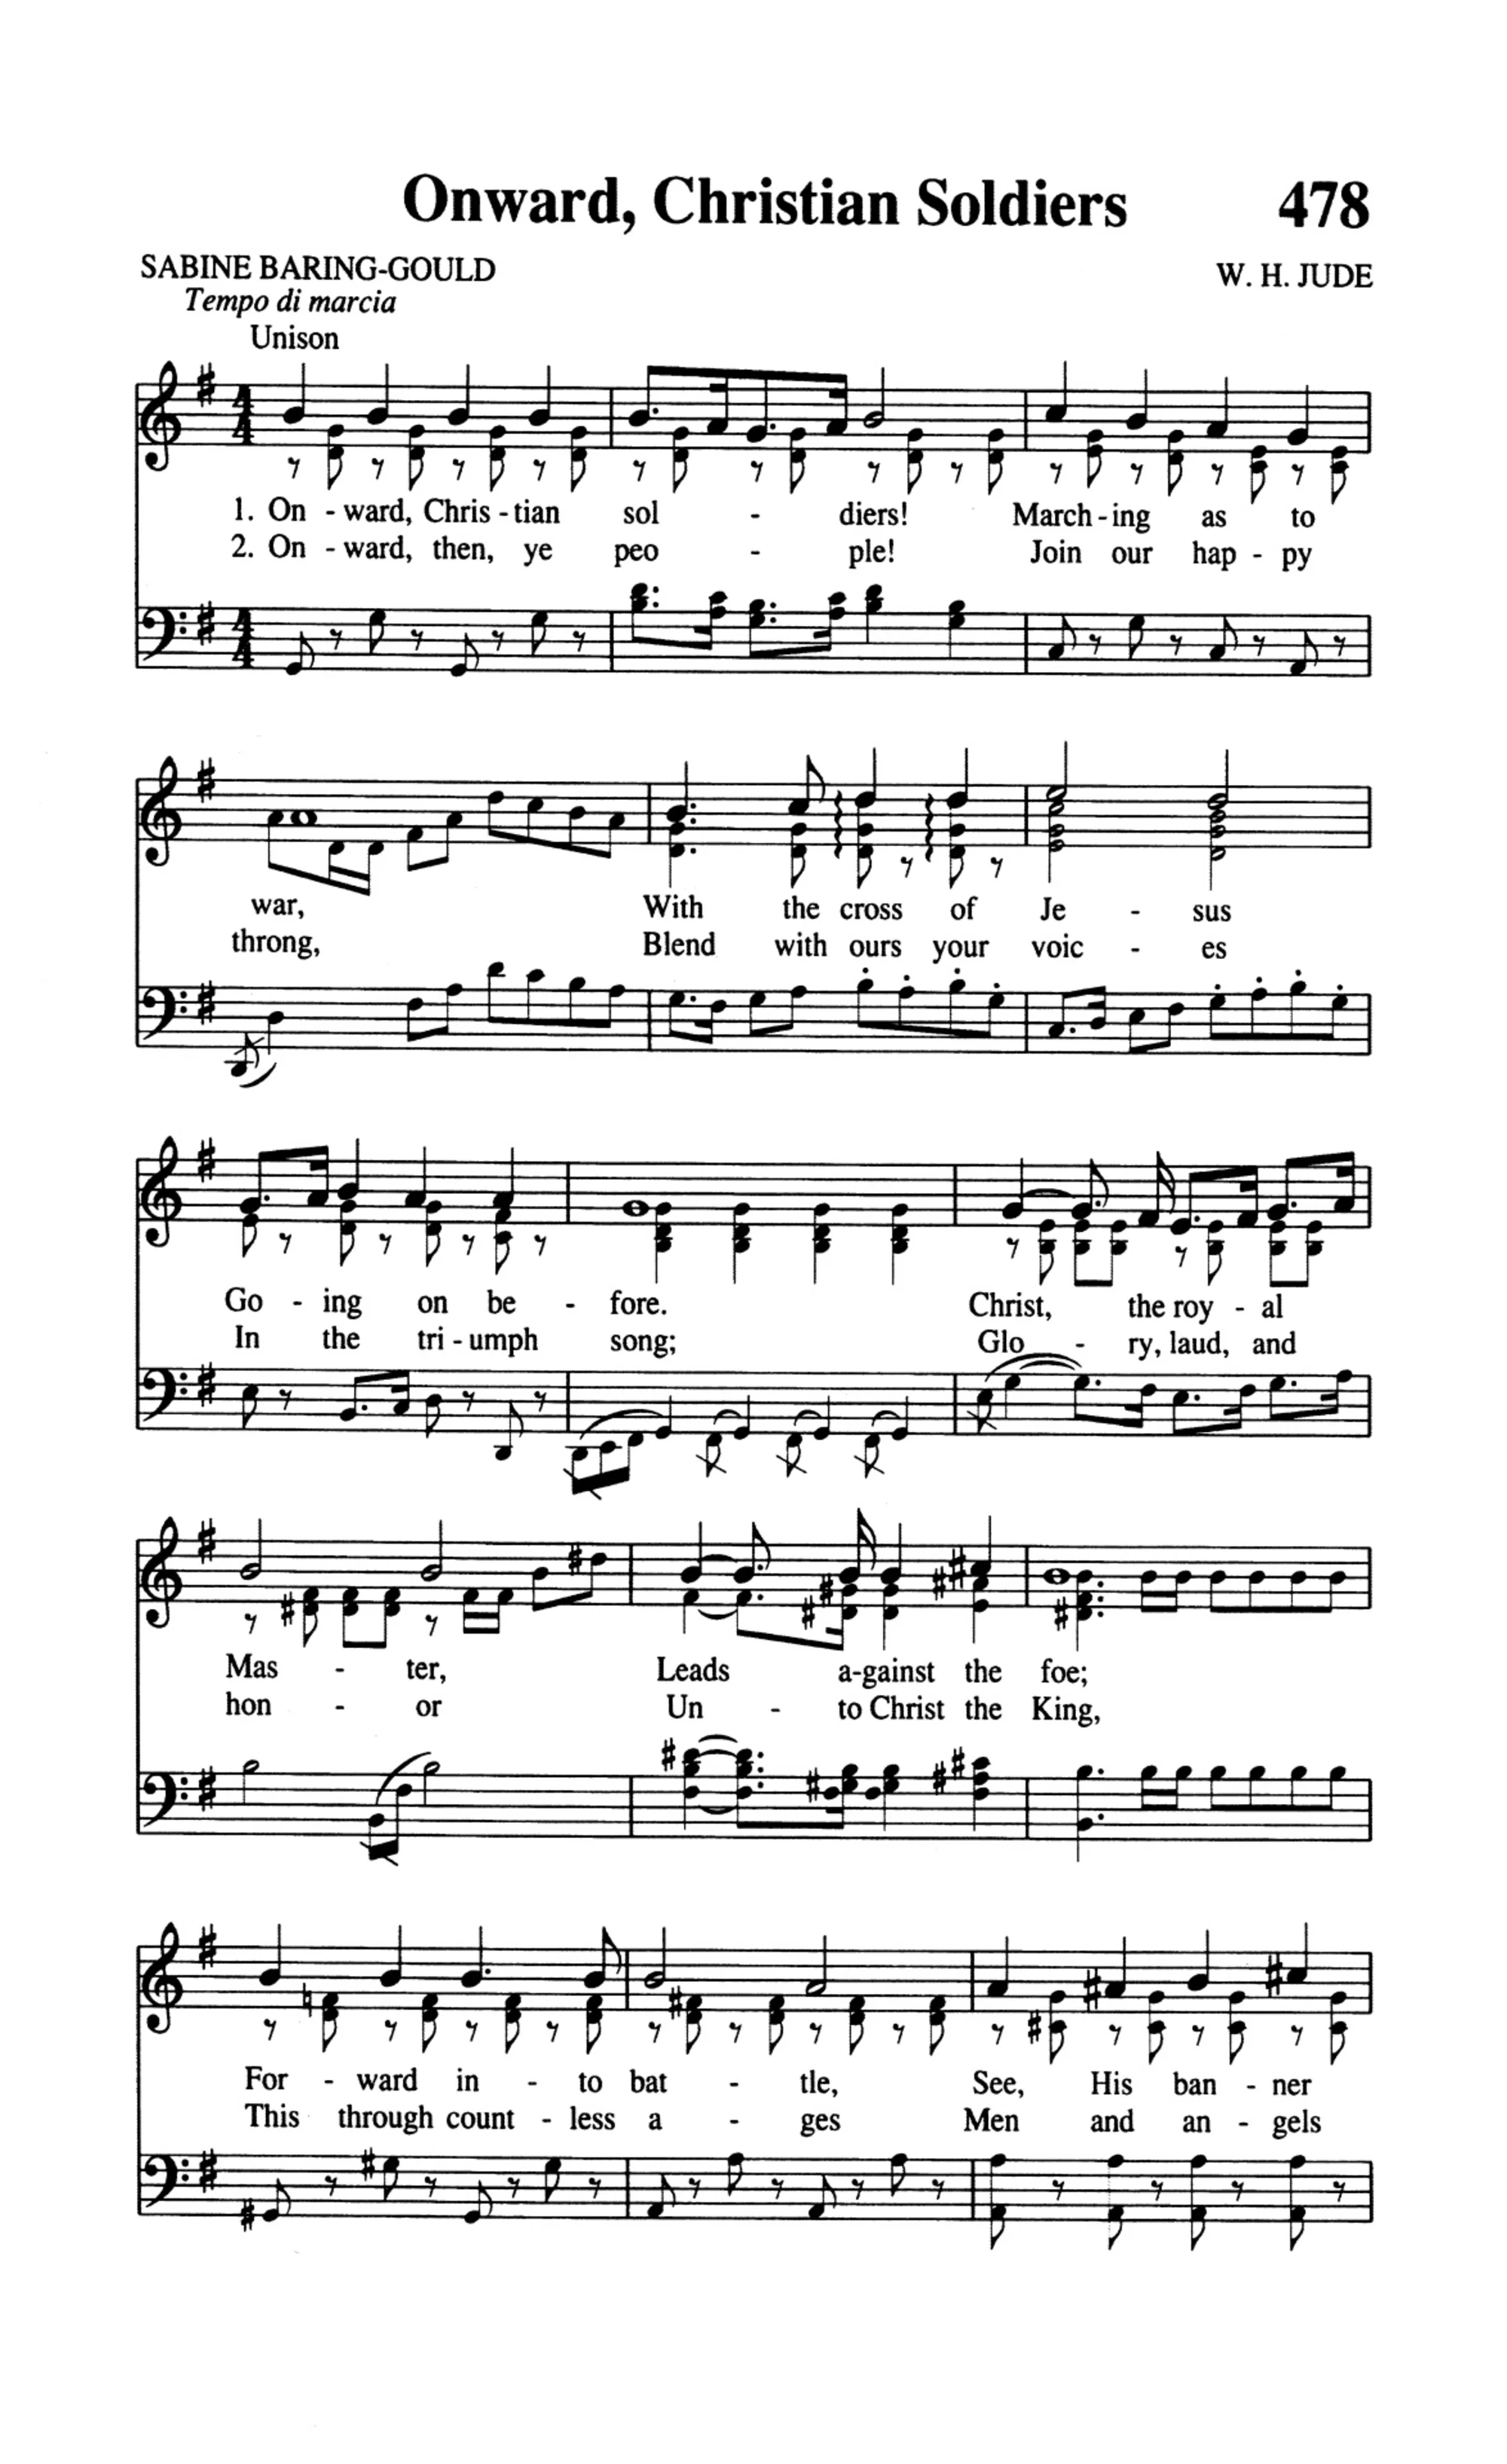 Onward, Christian Soldiers 478
SABINE BARING-GOULD W. H. JUDE
Tempo di marcia
Unison
1. On - ward, Chris - tian sol - diers! March - ing as to
2. On - ward, then, ye peo - ple! Join our hap - py
war, With the cross of Je - sus
throng, Blend with ours your voic - es
Go - ing on be - fore. Christ, the roy - al
In the tri - umph song; Glo - ry, laud, and
Mas - ter, Leads a-gainst the foe;
hon - or Un - to Christ the King,
For - ward in - to bat - tle, See, His ban - ner
This through count - less a - ges Men and an - gels